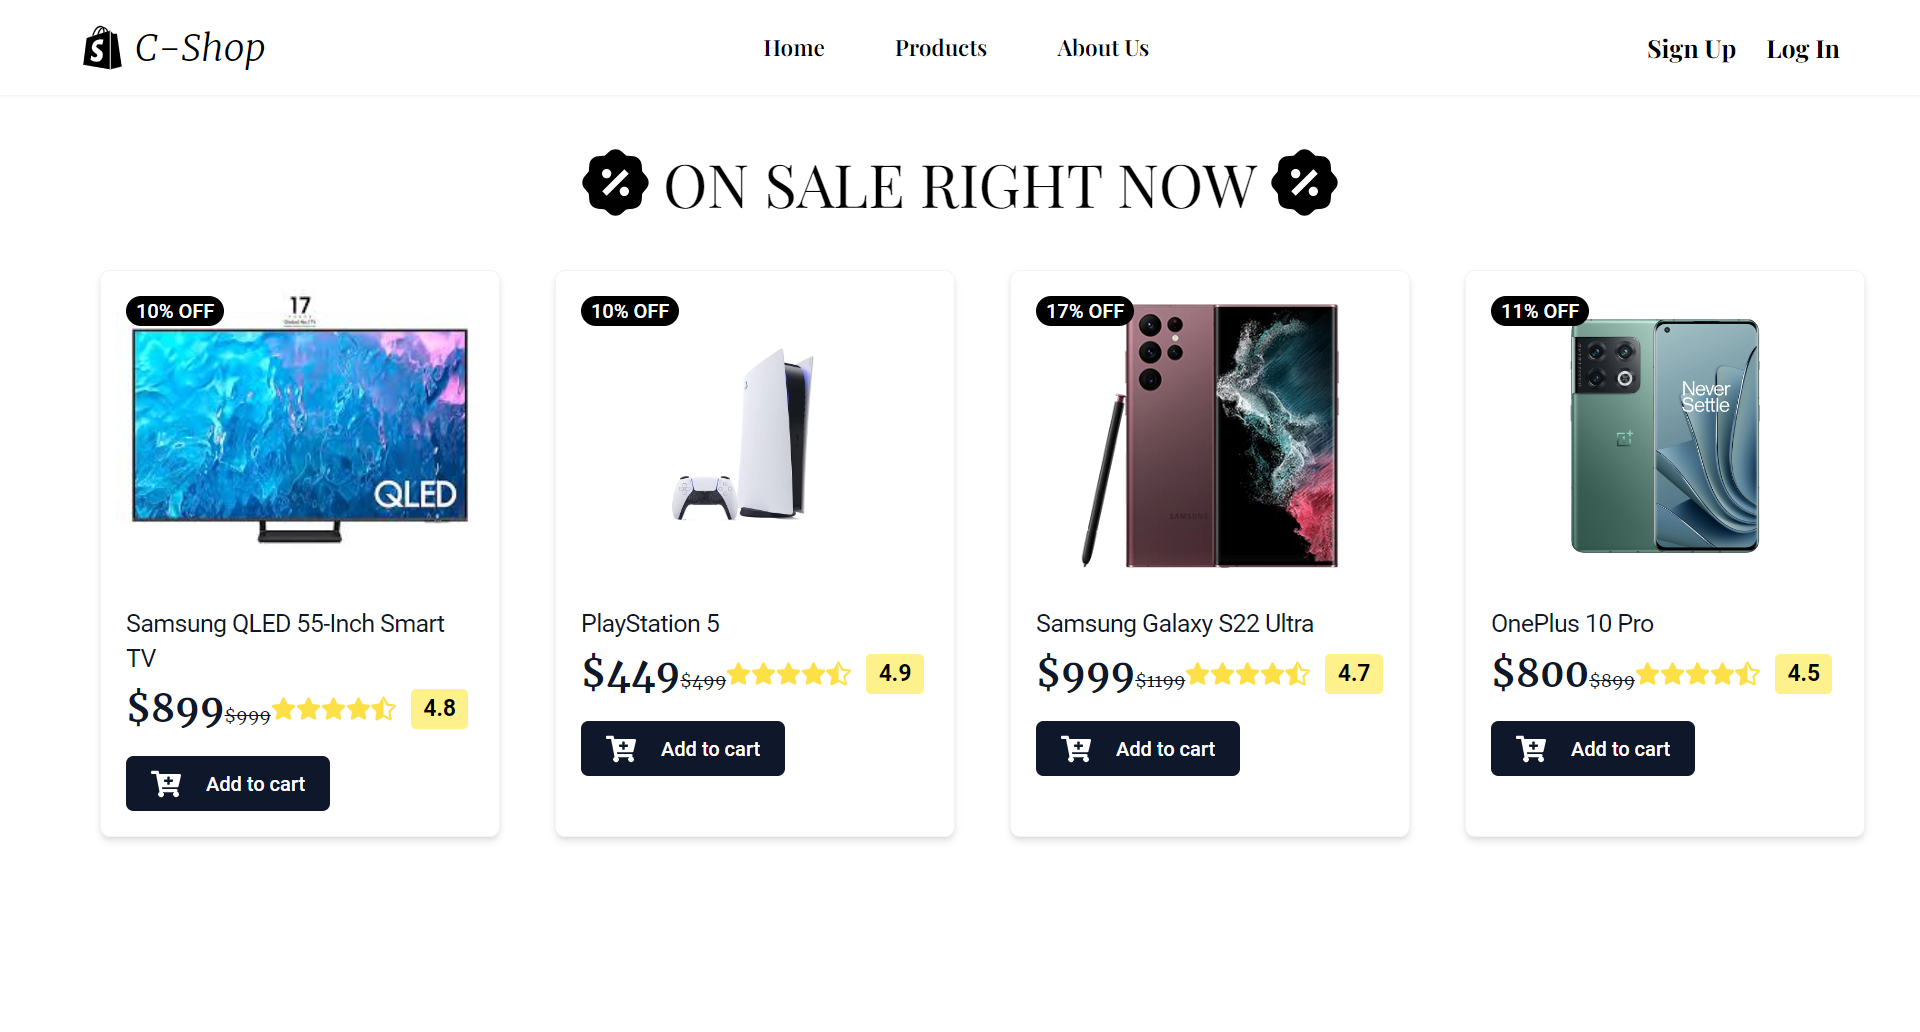 C-Shop
Home Products About Us
Sign Up Log In
ON SALE RIGHT NOW
10% OFF
17
QLED
Samsung QLED 55-Inch Smart
TV
$899 $999 4.8
Add to cart
10% OFF
PlayStation 5
$449 $499 4.9
Add to cart
17% OFF
SAMSUNG
Samsung Galaxy S22 Ultra
$999 $1199 4.7
Add to cart
11% OFF
Never
Settle
OnePlus 10 Pro
$800 $899 4.5
Add to cart